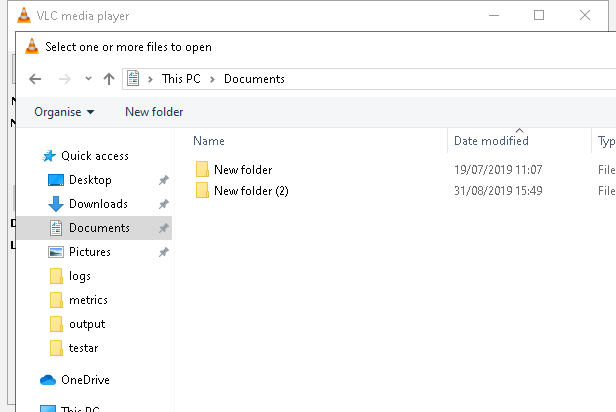 VLC media player
Select one or more files to open
This PC > Documents
Organise New folder
Name Date modified Typ
Quick access
New folder 19/07/2019 11:07 File
Desktop
New folder (2) 31/08/2019 15:49 File
Downloads
Documents
Pictures
logs
metrics
output
testar
OneDrive
This PC